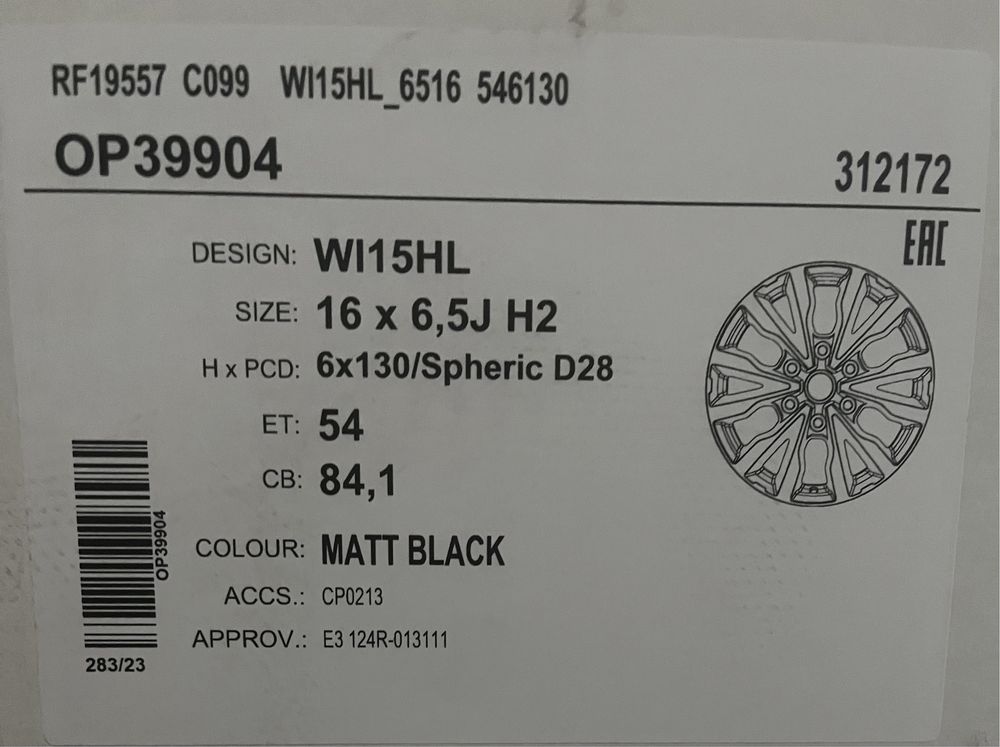 RF19557 C099 WI15HL_6516 546130
OP39904
312172
EAC
DESIGN: WI15HL
SIZE: 16 x 6,5J H2
H x PCD: 6x130/Spheric D28
ET: 54
CB: 84,1
COLOUR: MATT BLACK
ACCS.: CP0213
APPROV.: E3 124R-013111
OP39904
283/23